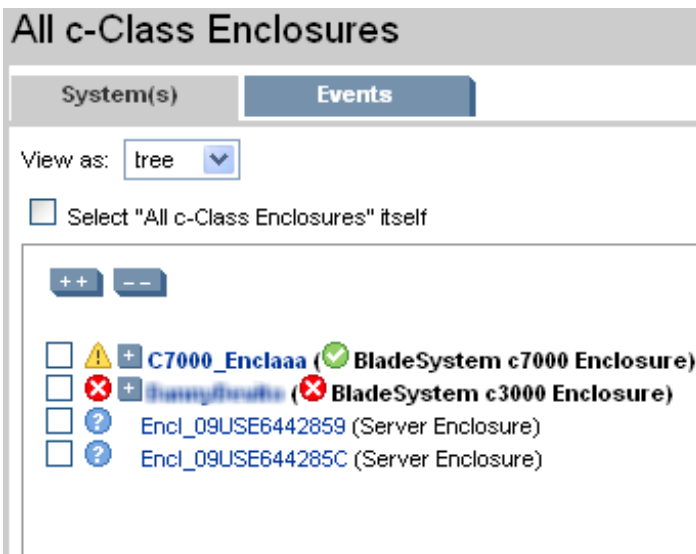 All c-Class Enclosures
System(s) Events
View as: tree
Select "All c-Class Enclosures" itself
++ --
C7000_Enclaaa (BladeSystem c7000 Enclosure)
(BladeSystem c3000 Enclosure)
Encl_09USE6442859 (Server Enclosure)
Encl_09USE644285C (Server Enclosure)